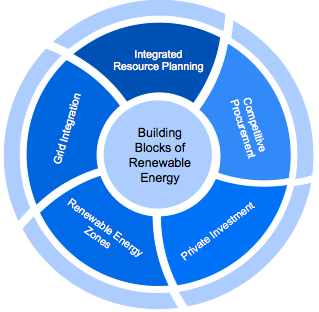 Integrated
Resource Planning
Competitive
Procurement
Private Investment
Renewable Energy
Zones
Grid Integration
Building
Blocks of
Renewable
Energy